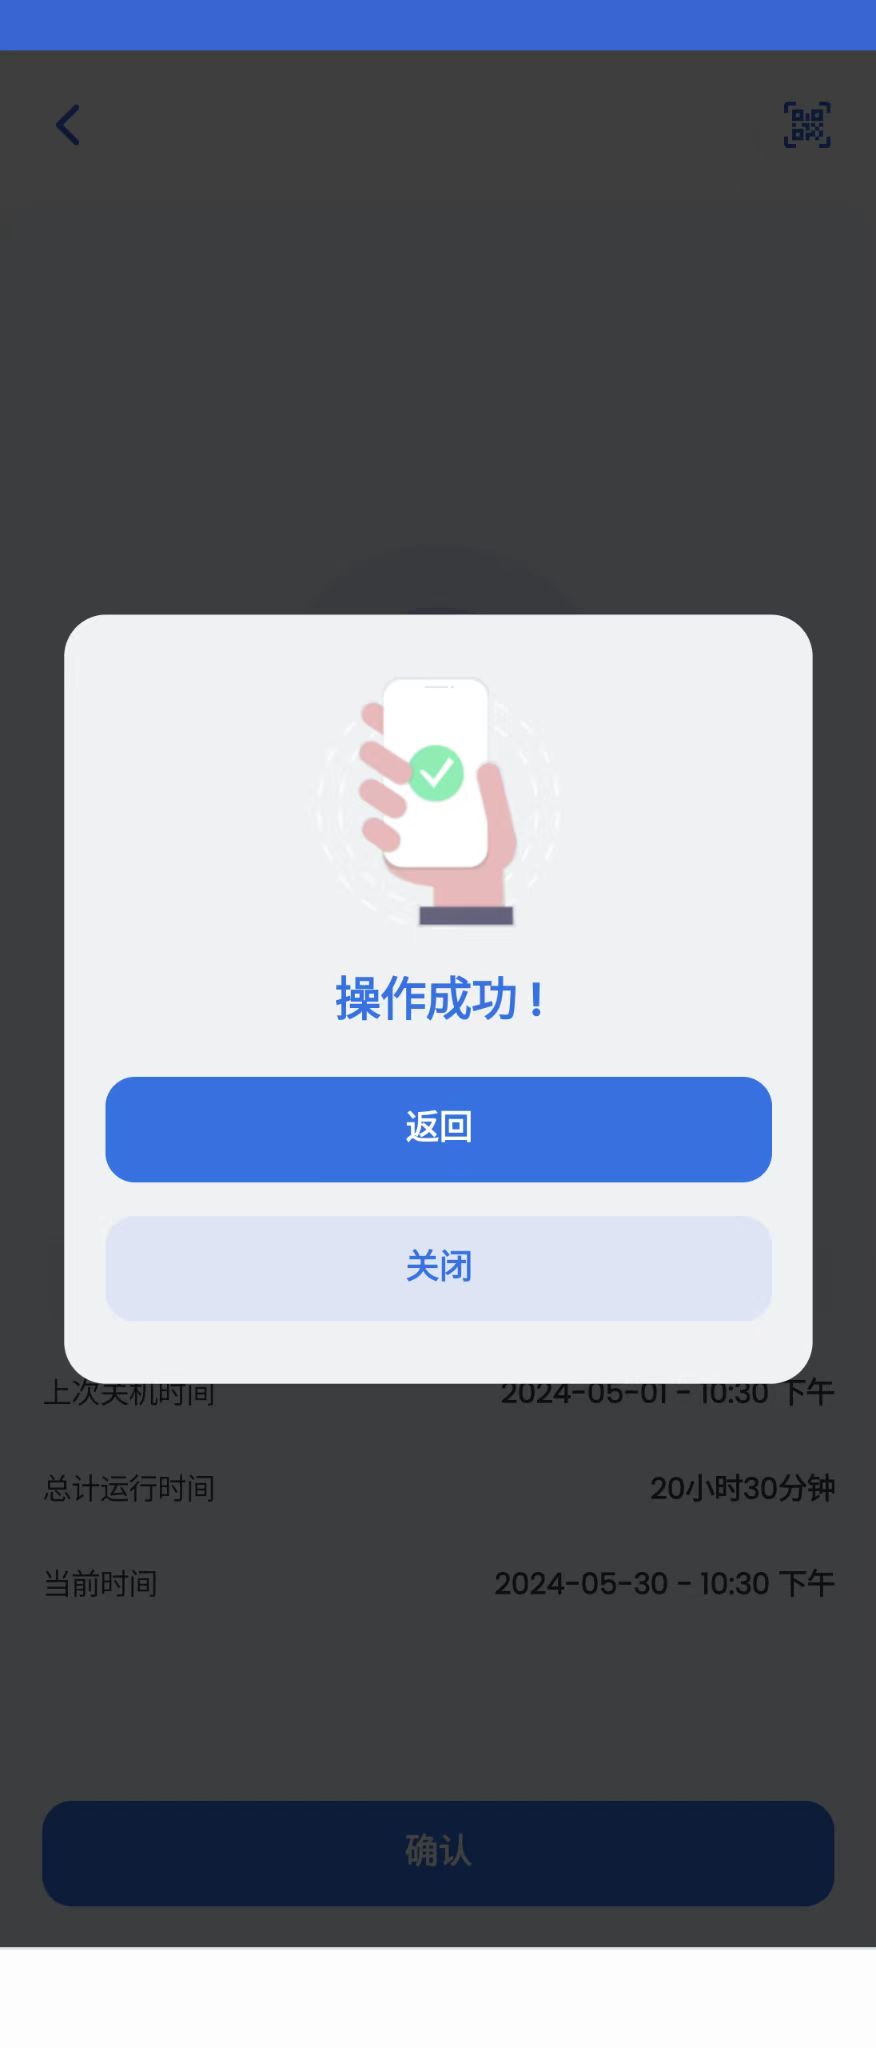 操作成功！
返回
关闭
上次关机时间 2024-05-01 - 10:30 下午
总计运行时间 20小时30分钟
当前时间 2024-05-30 - 10:30 下午
确认